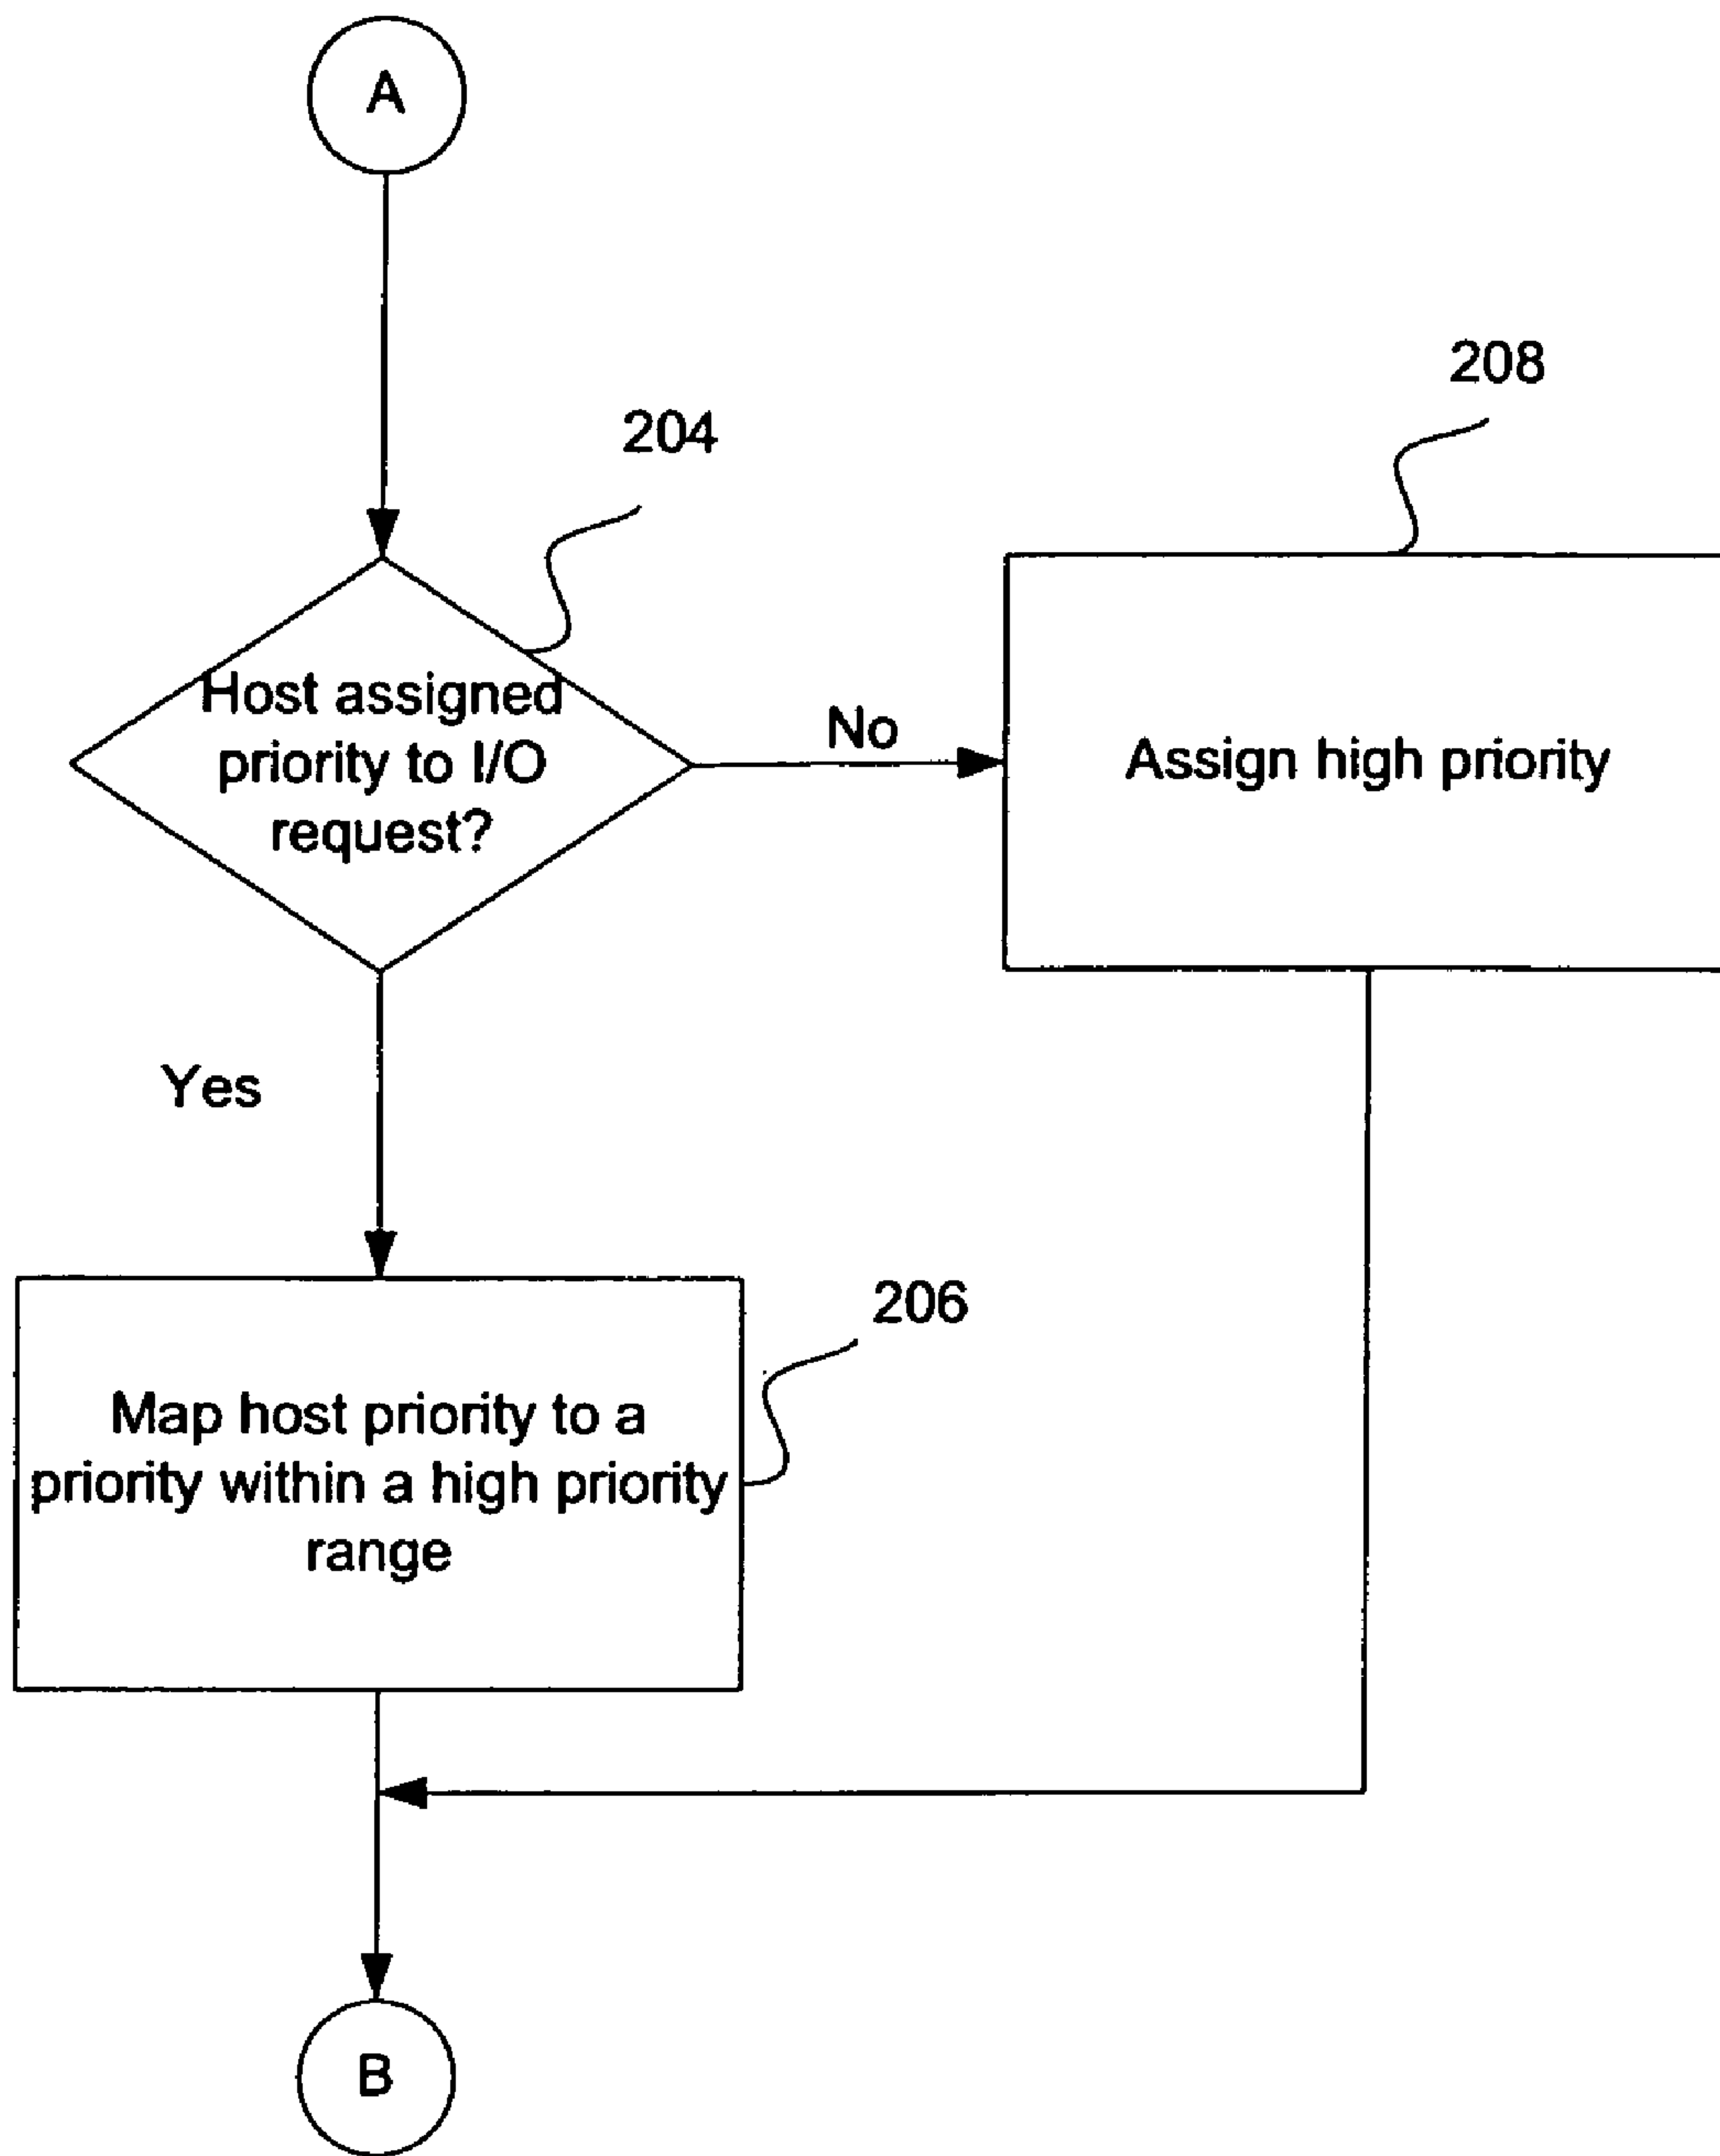 A
204
208
Host assigned
priority to I/O
request?
No
Assign high priority
Yes
206
Map host priority to a
priority within a high priority
range
B